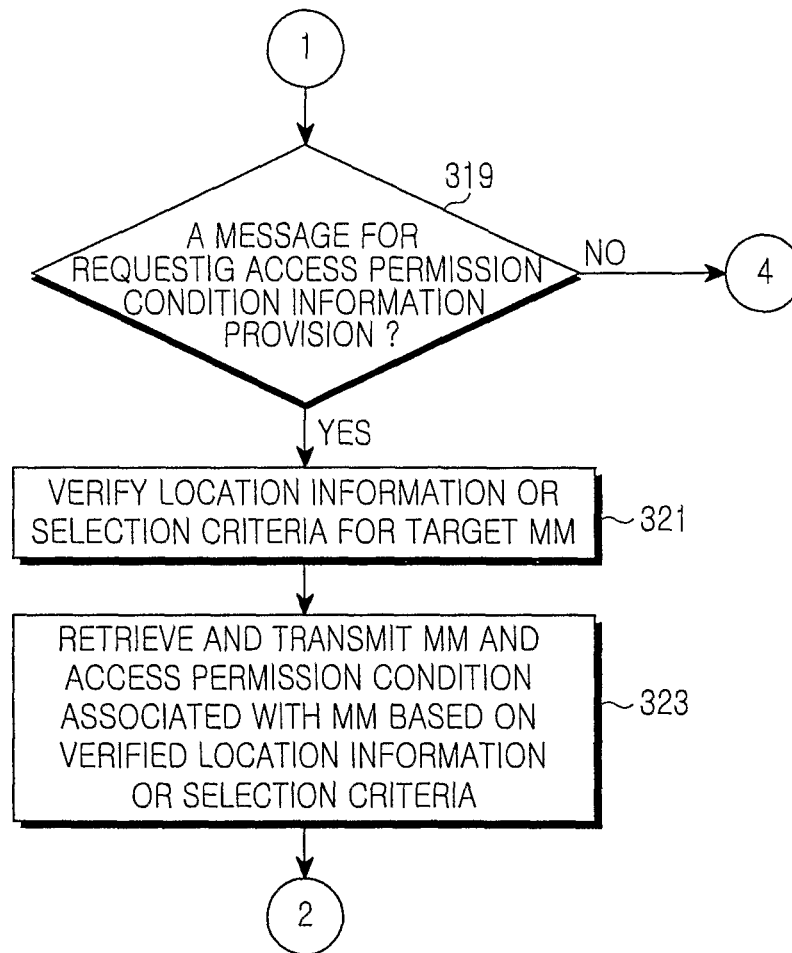 1
319
A MESSAGE FOR
REQUESTIG ACCESS PERMISSION
CONDITION INFORMATION
PROVISION ?
NO
4
YES
VERIFY LOCATION INFORMATION OR
SELECTION CRITERIA FOR TARGET MM
321
RETRIEVE AND TRANSMIT MM AND
ACCESS PERMISSION CONDITION
ASSOCIATED WITH MM BASED ON
VERIFIED LOCATION INFORMATION
OR SELECTION CRITERIA
323
2